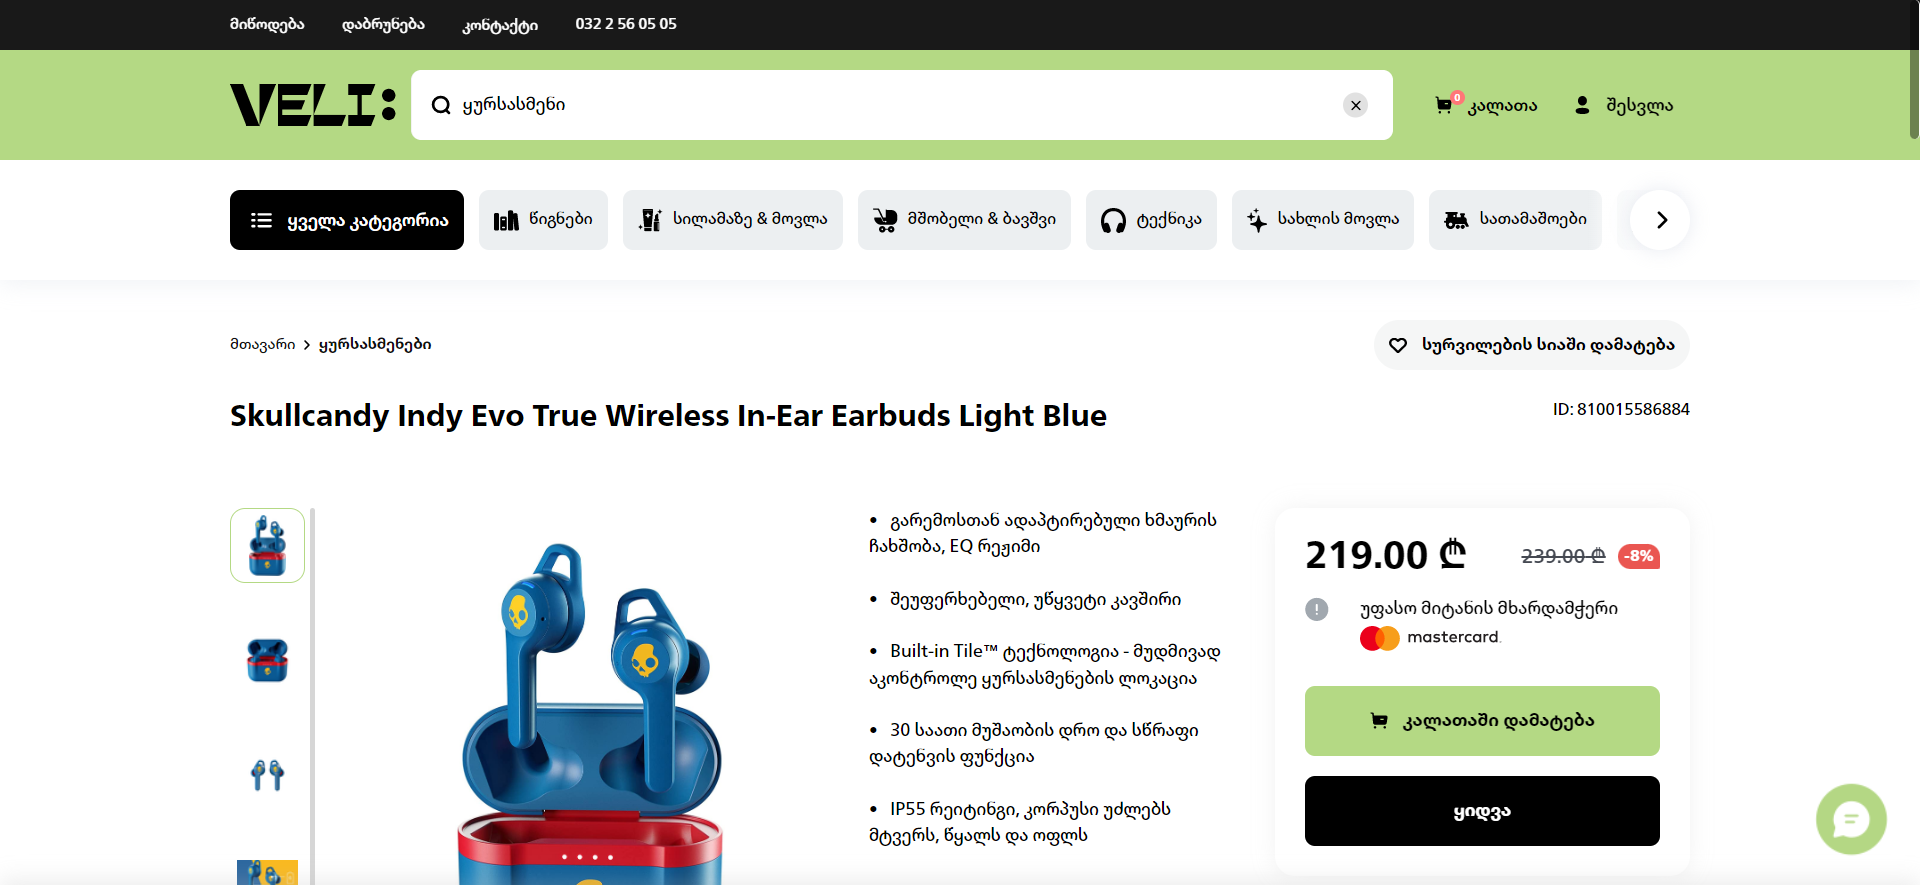 მიწოდება დაბრუნება კონტაქტი 032 2 56 05 05
VELI:
ყურსასმენი
0 კალათა შესვლა
ყველა კატეგორია წიგნები სილამაზე & მოვლა მშობელი & ბავშვი ტექნიკა სახლის მოვლა სათამაშოები
მთავარი > ყურსასმენები
სურვილების სიაში დამატება
Skullcandy Indy Evo True Wireless In-Ear Earbuds Light Blue
ID: 810015586884
• გარემოსთან ადაპტირებული ხმაურის
ჩახშობა, EQ რეჟიმი
• შეუფერხებელი, უწყვეტი კავშირი
• Built-in Tile™ ტექნოლოგია - მუდმივად
აკონტროლე ყურსასმენების ლოკაცია
• 30 საათი მუშაობის დრო და სწრაფი
დატენვის ფუნქცია
• IP55 რეიტინგი, კორპუსი უძლებს
მტვერს, წყალს და ოფლს
219.00 ₾ 239.00 ₾ -8%
უფასო მიტანის მხარდამჭერი
mastercard.
კალათაში დამატება
ყიდვა